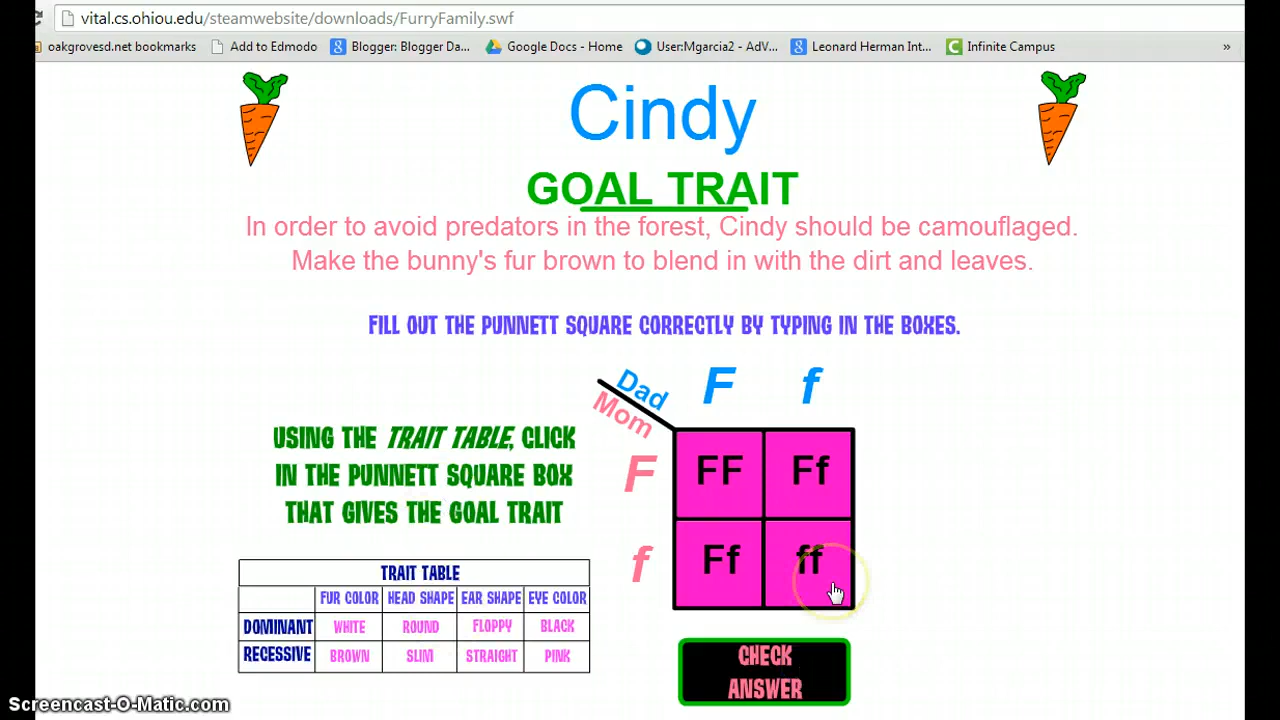 vital.cs.ohiou.edu/steamwebsite/downloads/FurryFamily.swf
oakgrovesd.net bookmarks Add to Edmodo Blogger: Blogger Da... Google Docs - Home User:Mgarcia2 - AdV... Leonard Herman Int... Infinite Campus »
Cindy
GOAL TRAIT
In order to avoid predators in the forest, Cindy should be camouflaged.
Make the bunny's fur brown to blend in with the dirt and leaves.
FILL OUT THE PUNNETT SQUARE CORRECTLY BY TYPING IN THE BOXES.
Dad F f
Mom
USING THE TRAIT TABLE, CLICK
IN THE PUNNETT SQUARE BOX
THAT GIVES THE GOAL TRAIT
F FF Ff
f Ff ff
TRAIT TABLE
FUR COLOR HEAD SHAPE EAR SHAPE EYE COLOR
DOMINANT WHITE ROUND FLOPPY BLACK
RECESSIVE BROWN SLIM STRAIGHT PINK
CHECK
ANSWER
Screencast-O-Matic.com